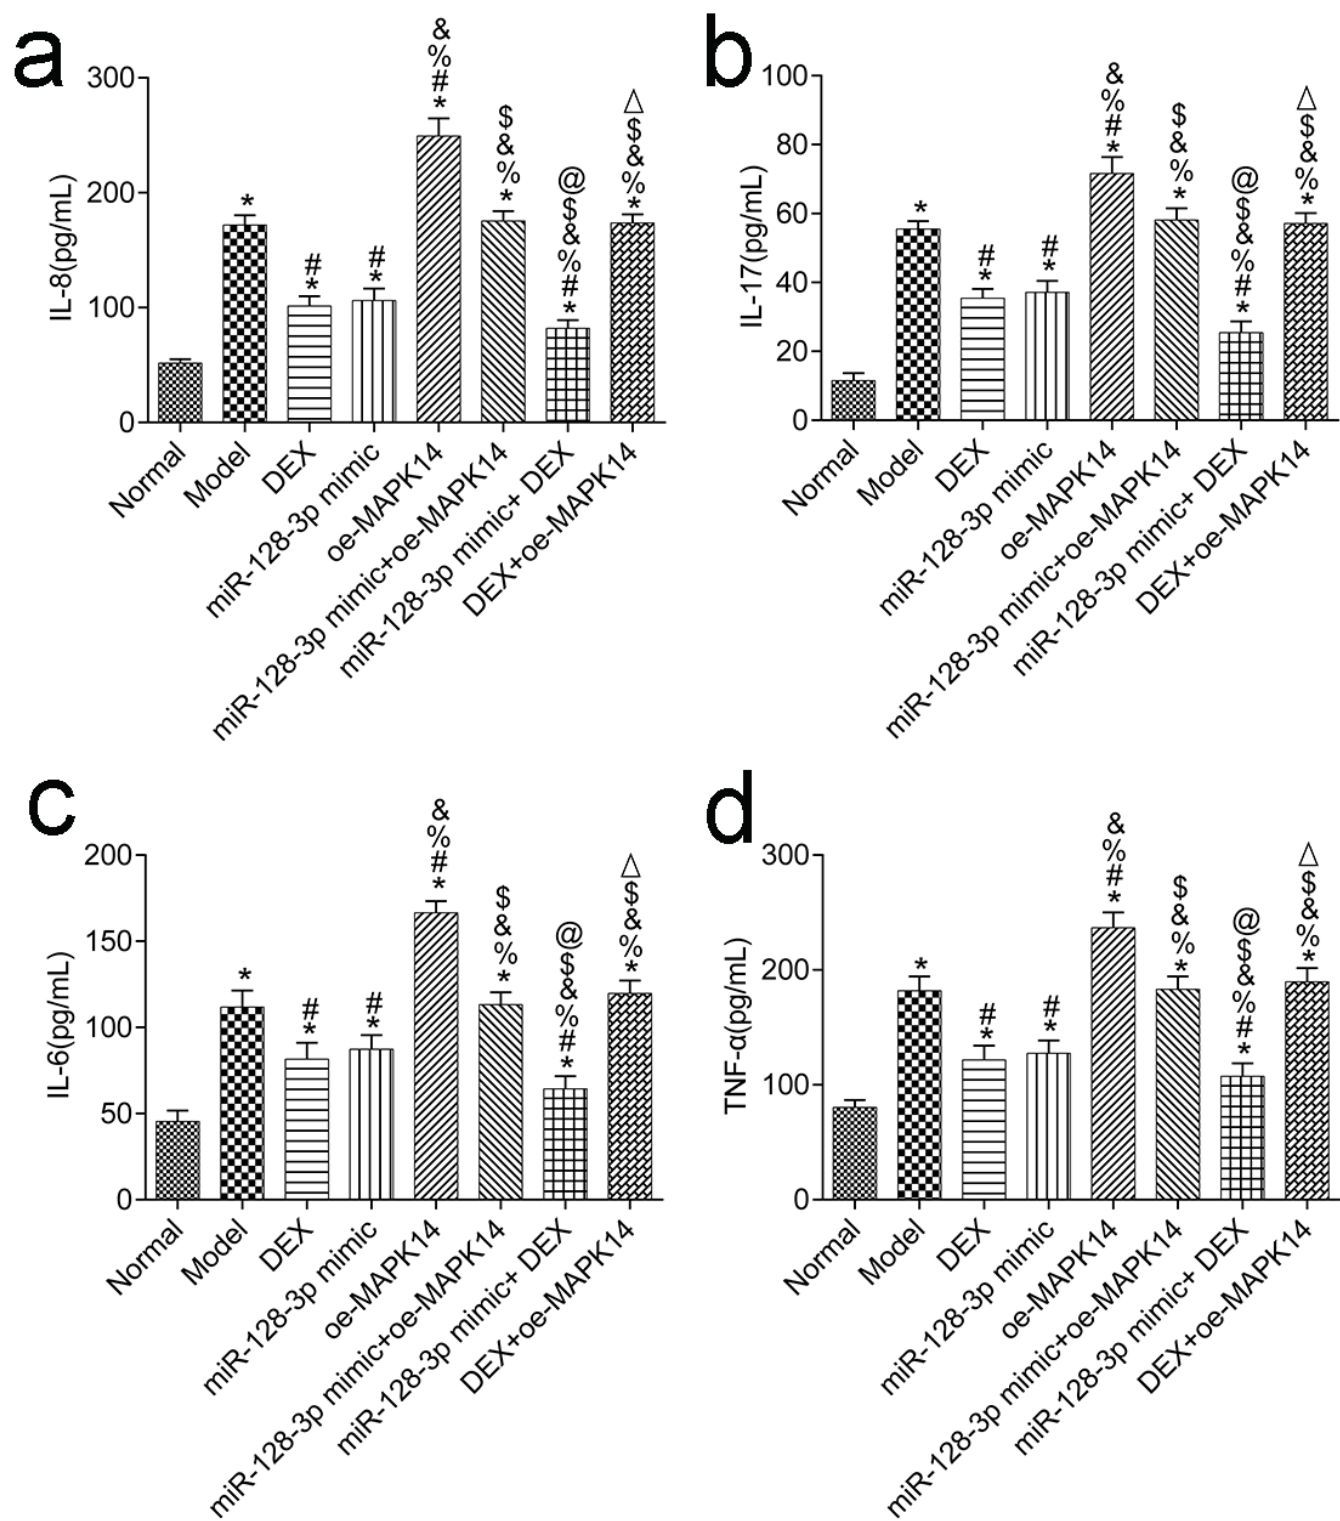 a
IL-8(pg/mL)
300
200
100
0
*
#
*
#
*
&
%
#
*
$
&
%
*
@
$
&
%
#
*
△
$
&
%
*
Normal
Model
DEX
miR-128-3p mimic
oe-MAPK14
miR-128-3p mimic+oe-MAPK14
miR-128-3p mimic+ DEX
DEX+oe-MAPK14
b
IL-17(pg/mL)
100
80
60
40
20
0
*
#
*
#
*
&
%
#
*
$
&
%
*
@
$
&
%
#
*
△
$
&
%
*
Normal
Model
DEX
miR-128-3p mimic
oe-MAPK14
miR-128-3p mimic+oe-MAPK14
miR-128-3p mimic+ DEX
DEX+oe-MAPK14
c
IL-6(pg/mL)
200
150
100
50
0
*
#
*
#
*
&
%
#
*
$
&
%
*
@
$
&
%
#
*
△
$
&
%
*
Normal
Model
DEX
miR-128-3p mimic
oe-MAPK14
miR-128-3p mimic+oe-MAPK14
miR-128-3p mimic+ DEX
DEX+oe-MAPK14
d
TNF-α(pg/mL)
300
200
100
0
*
#
*
#
*
&
%
#
*
$
&
%
*
@
$
&
%
#
*
△
$
&
%
*
Normal
Model
DEX
miR-128-3p mimic
oe-MAPK14
miR-128-3p mimic+oe-MAPK14
miR-128-3p mimic+ DEX
DEX+oe-MAPK14